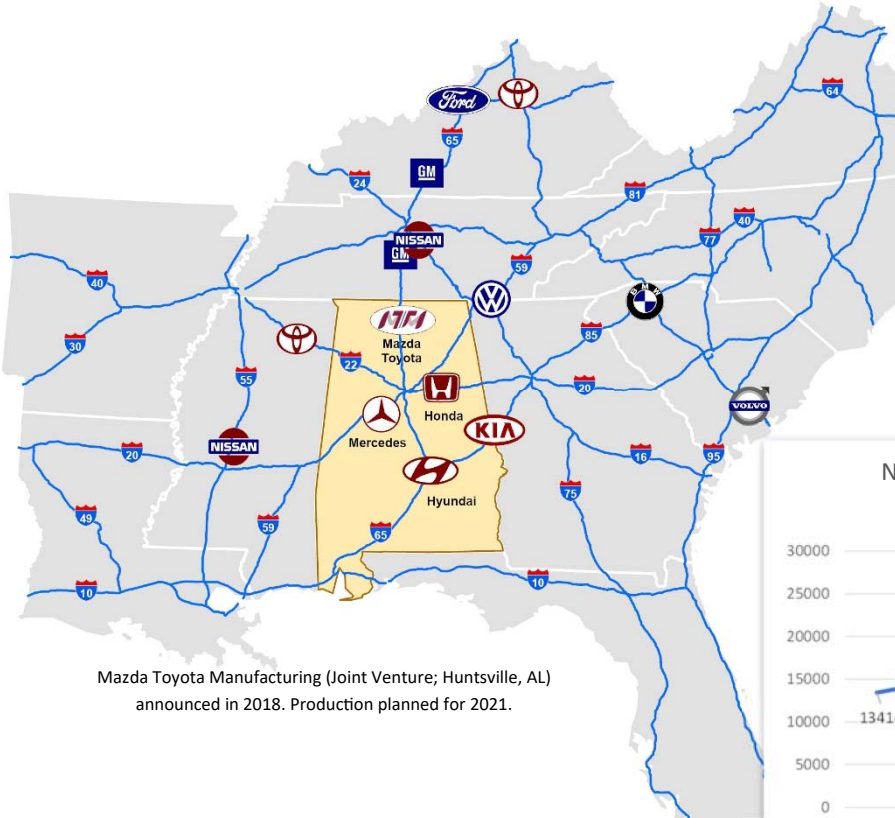 Ford
64
65
GM
24
81
40
77
NISSAN
GM
59
40
BMW
Mazda
Toyota
85
30
22
55
20
Honda
VOLVO
Mercedes
KIA
NISSAN
20
16
95
Hyundai
75
49
59
65
10
10
Mazda Toyota Manufacturing (Joint Venture; Huntsville, AL)
announced in 2018. Production planned for 2021.
N
30000
25000
20000
15000
10000
1341
5000
0